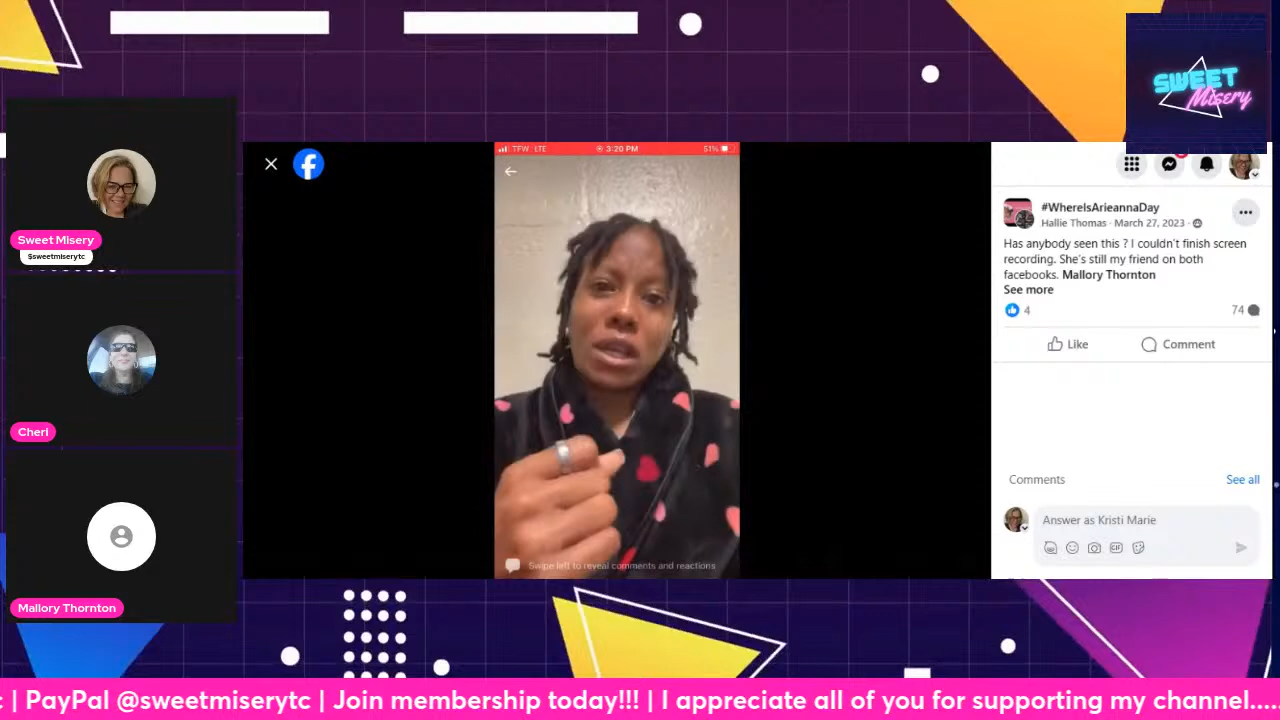 SWEET
Misery
TFW LTE
3:20 PM
51%
Sweet Misery
$sweetmiserytc
Cheri
Mallory Thornton
#WhereIsArieannaDay
Hallie Thomas · March 27, 2023 ·
Has anybody seen this ? I couldn't finish screen
recording. She's still my friend on both
facebooks. Mallory Thornton
See more
4
74
Like
Comment
Comments
See all
Answer as Kristi Marie
GIF
Swipe left to reveal comments and reactions
| PayPal @sweetmiserytc | Join membership today!!! | I appreciate all of you for supporting my channel.....